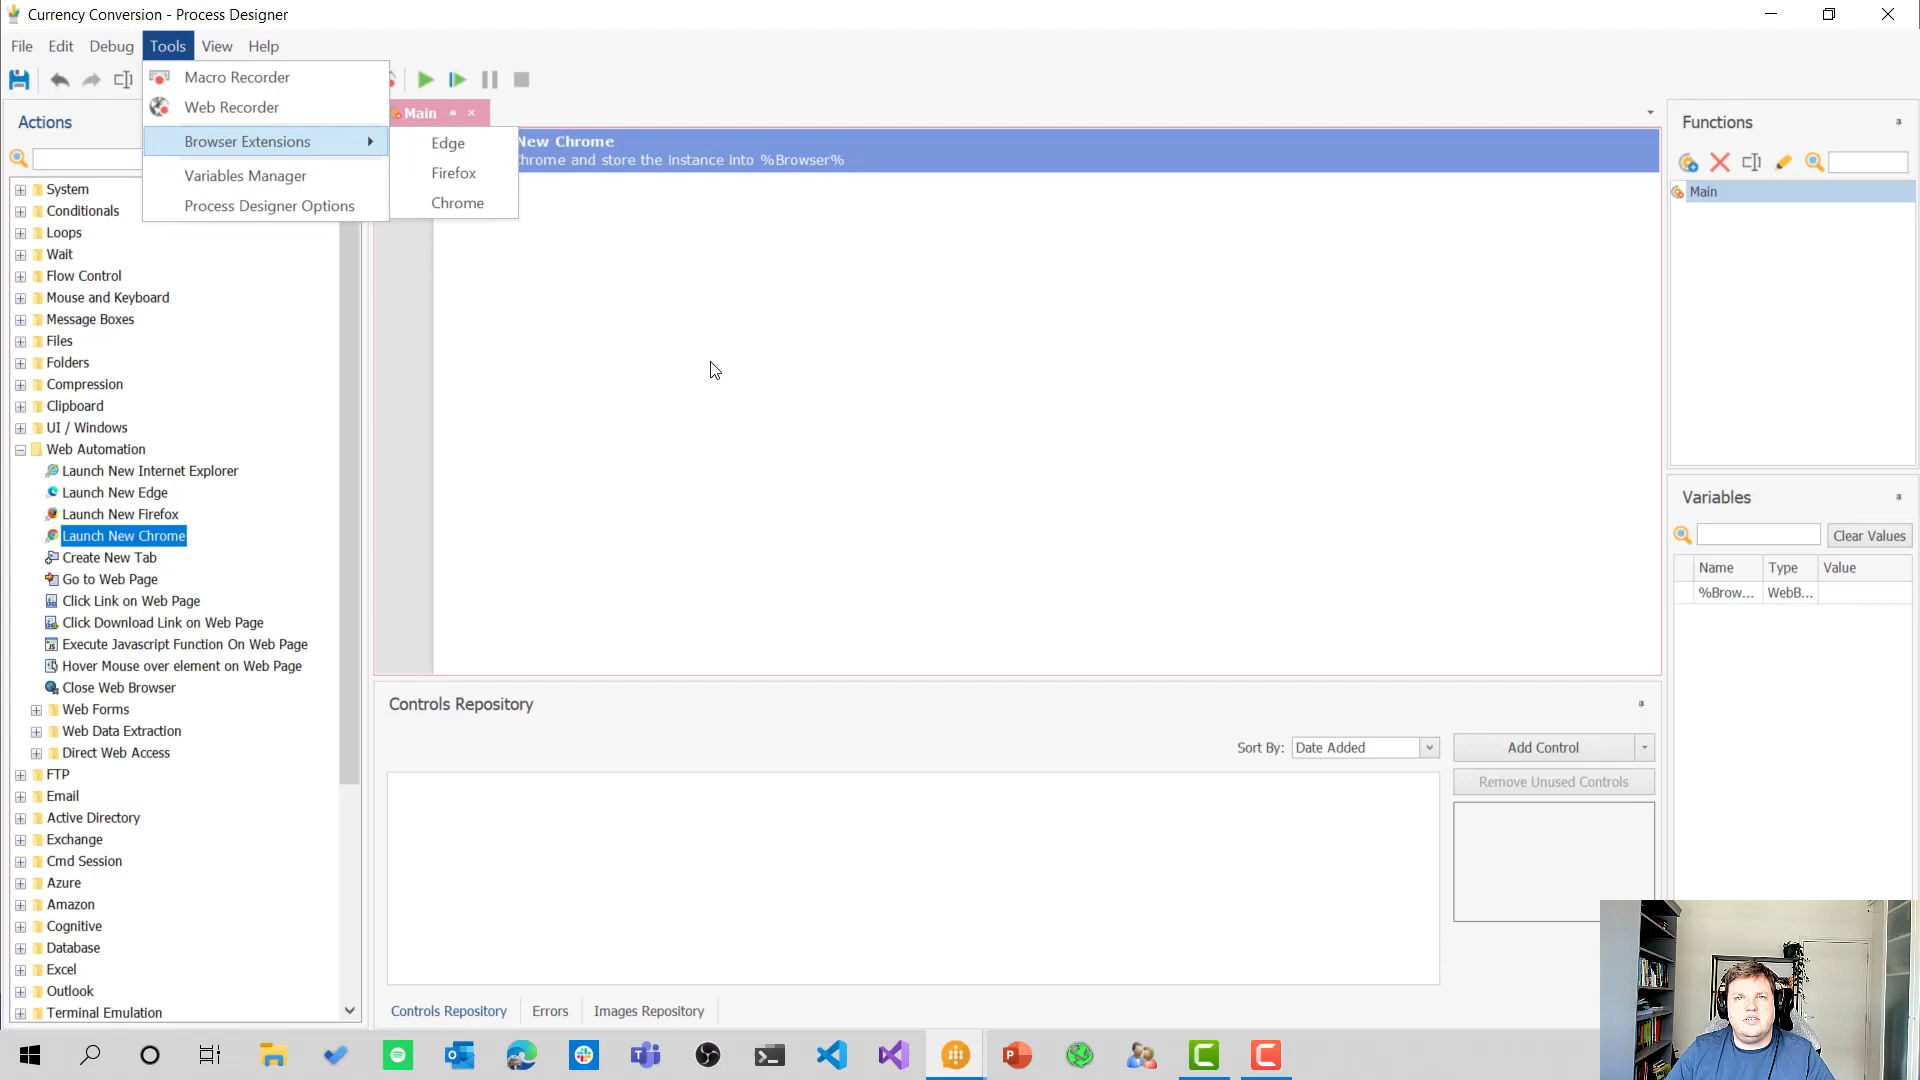 Currency Conversion - Process Designer
File Edit Debug Tools View Help
Macro Recorder
Web Recorder
Browser Extensions
Variables Manager
Process Designer Options
Edge
Firefox
Chrome
Main
New Chrome
Chrome and store the instance into %Browser%
Actions
System
Conditionals
Loops
Wait
Flow Control
Mouse and Keyboard
Message Boxes
Files
Folders
Compression
Clipboard
UI / Windows
Web Automation
Launch New Internet Explorer
Launch New Edge
Launch New Firefox
Launch New Chrome
Create New Tab
Go to Web Page
Click Link on Web Page
Click Download Link on Web Page
Execute Javascript Function On Web Page
Hover Mouse over element on Web Page
Close Web Browser
Web Forms
Web Data Extraction
Direct Web Access
FTP
Email
Active Directory
Exchange
Cmd Session
Azure
Amazon
Cognitive
Database
Excel
Outlook
Terminal Emulation
Controls Repository
Sort By: Date Added
Add Control
Remove Unused Controls
Controls Repository Errors Images Repository
Functions
Main
Variables
Clear Values
Name Type Value
%Brow... WebB...